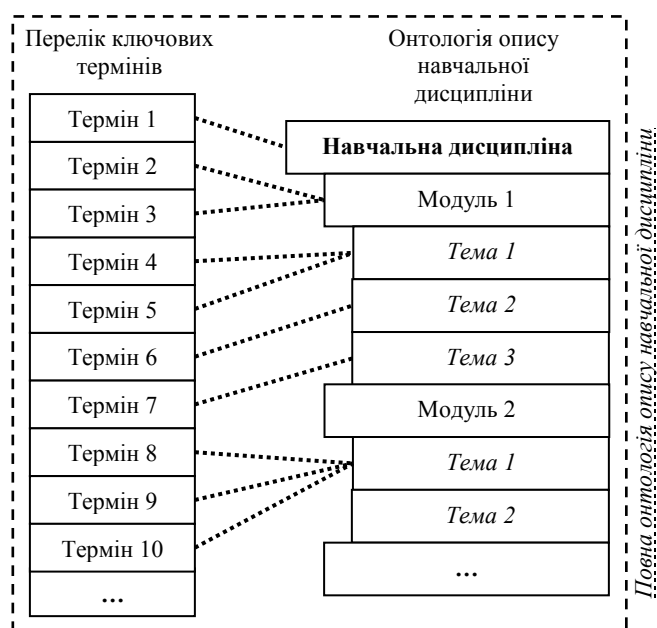 Перелік ключових
термінів
Термін 1
Термін 2
Термін 3
Термін 4
Термін 5
Термін 6
Термін 7
Термін 8
Термін 9
Термін 10
...
Онтологія опису
навчальної
дисципліни
Навчальна дисципліна
Модуль 1
Тема 1
Тема 2
Тема 3
Модуль 2
Тема 1
Тема 2
...
Повна онтологія опису навчальної дисципліни